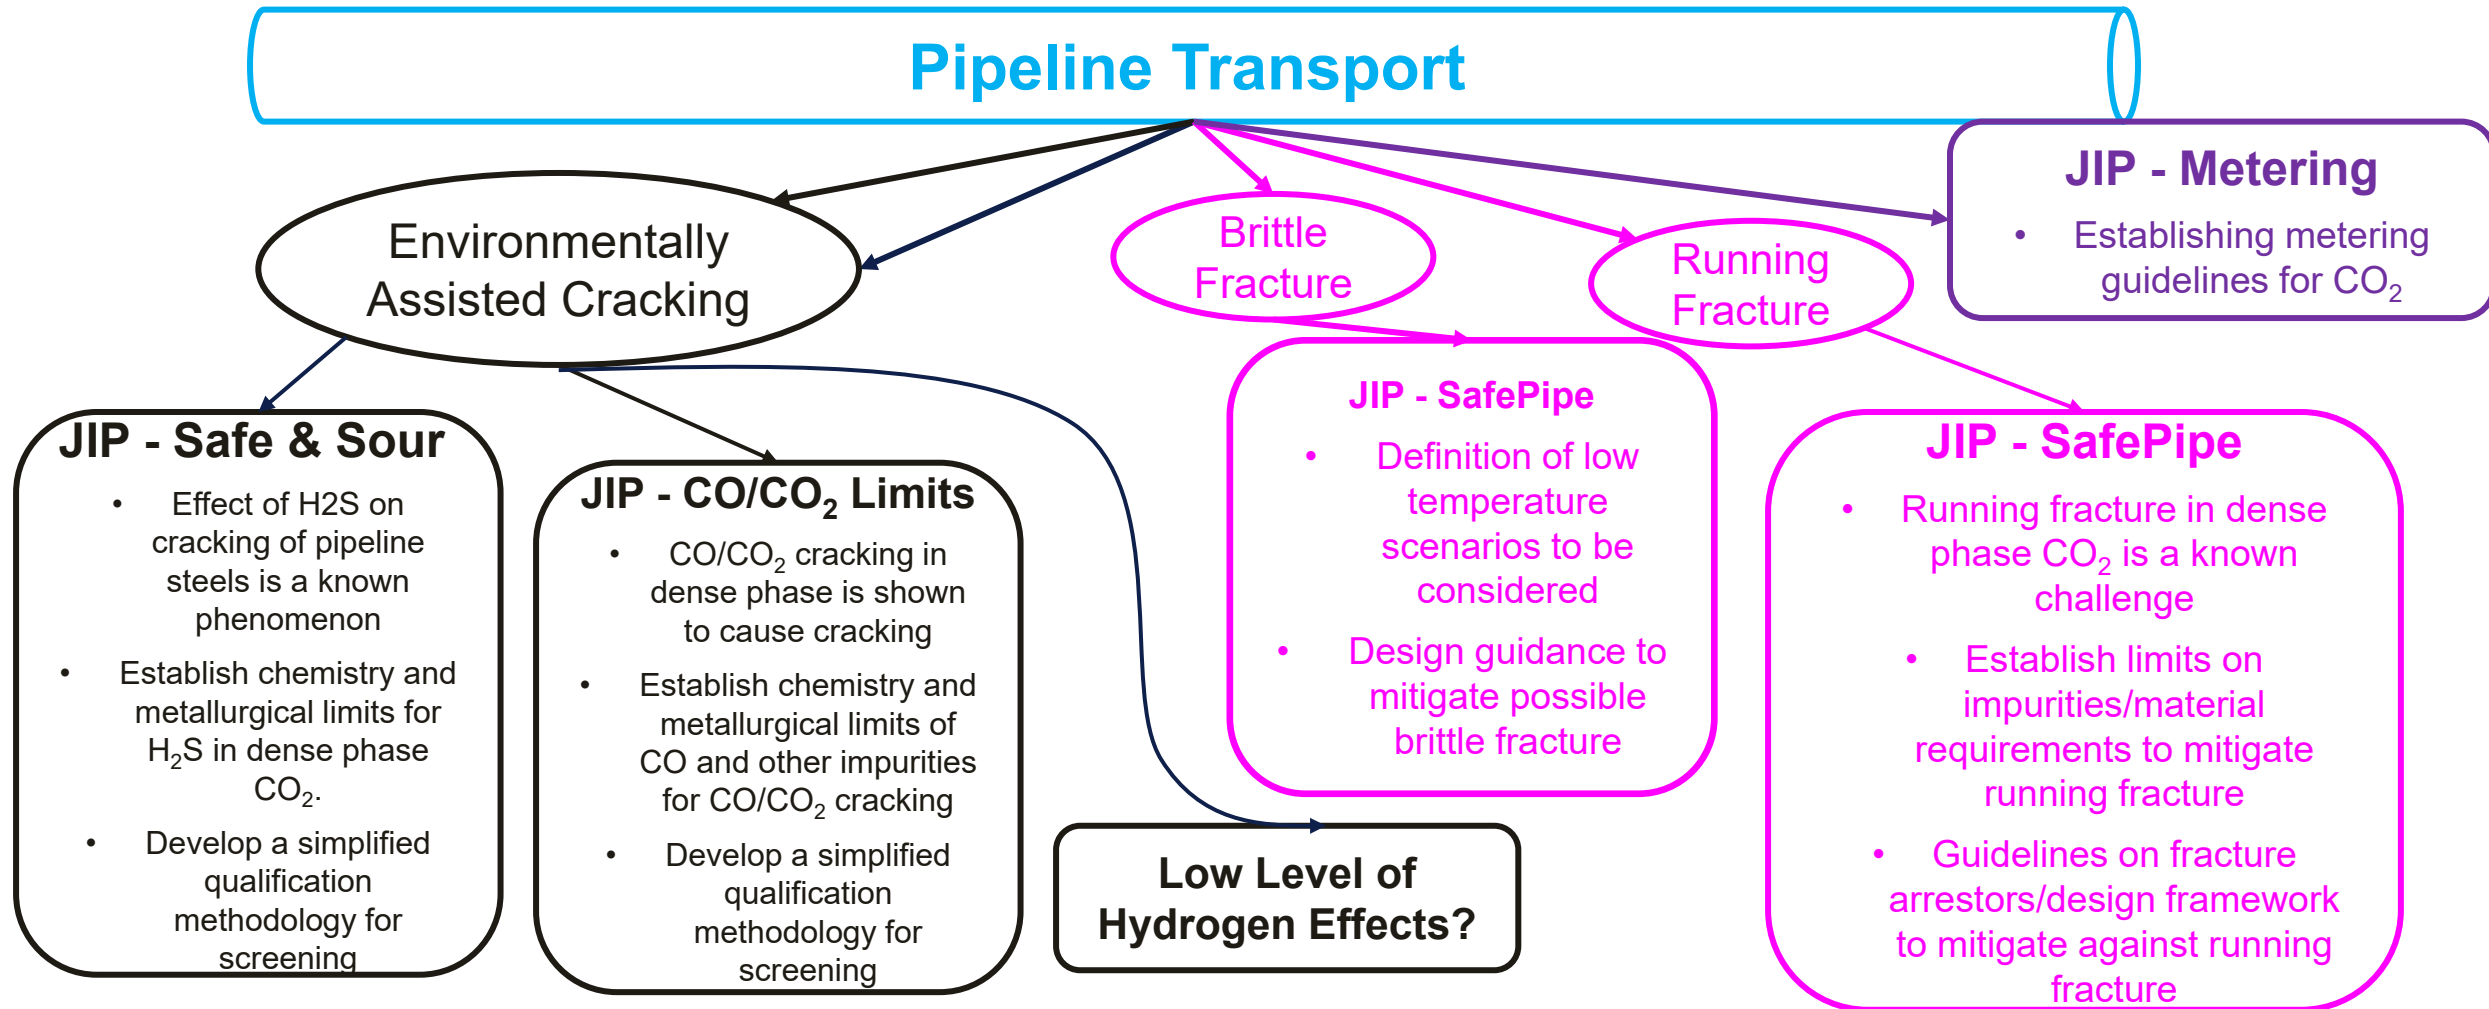 Pipeline Transport
Environmentally
Assisted Cracking
Brittle
Fracture
Running
Fracture
JIP - Metering
• Establishing metering
guidelines for CO₂
JIP - Safe & Sour
• Effect of H2S on
cracking of pipeline
steels is a known
phenomenon
• Establish chemistry and
metallurgical limits for
H₂S in dense phase
CO₂.
• Develop a simplified
qualification
methodology for
screening
JIP - CO/CO₂ Limits
• CO/CO₂ cracking in
dense phase is shown
to cause cracking
• Establish chemistry and
metallurgical limits of
CO and other impurities
for CO/CO₂ cracking
• Develop a simplified
qualification
methodology for
screening
Low Level of
Hydrogen Effects?
JIP - SafePipe
• Definition of low
temperature
scenarios to be
considered
• Design guidance to
mitigate possible
brittle fracture
JIP - SafePipe
• Running fracture in dense
phase CO₂ is a known
challenge
• Establish limits on
impurities/material
requirements to mitigate
running fracture
• Guidelines on fracture
arrestors/design framework
to mitigate against running
fracture